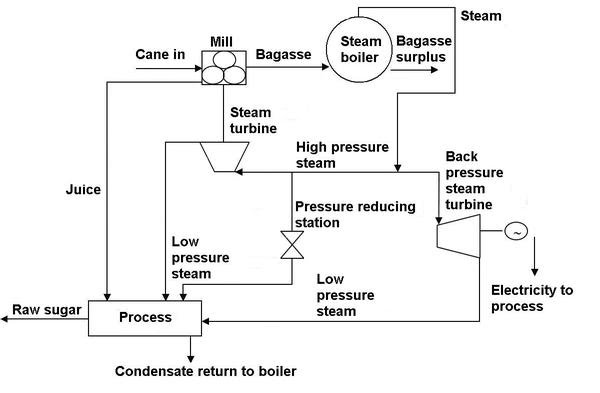 Steam
Mill
Cane in
Bagasse
Steam
boiler
Bagasse
surplus
Steam
turbine
High pressure
steam
Back
pressure
steam
turbine
Juice
Pressure reducing
station
~
Low
pressure
steam
Low
pressure
steam
Electricity to
process
Raw sugar
Process
Condensate return to boiler